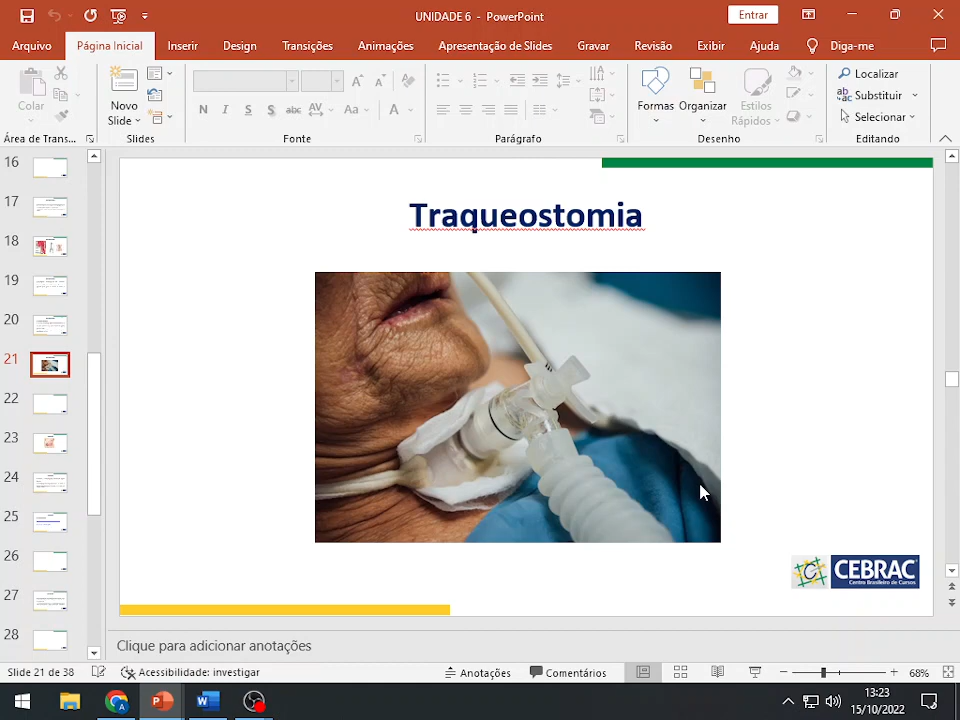 UNIDADE 6 - PowerPoint
Entrar
Arquivo
Página Inicial
Inserir
Design
Transições
Animações
Apresentação de Slides
Gravar
Revisão
Exibir
Ajuda
Diga-me
Colar
Novo
Slide
N I S S abc AV Aa A
Formas
Organizar
Estilos
Rápidos
Localizar
Substituir
Selecionar
Área de Trans...
Slides
Fonte
Parágrafo
Desenho
Editando
16
17
18
19
20
21
22
23
24
25
26
27
28
Traqueostomia
CEBRAC
Centro Brasileiro de Cursos
Clique para adicionar anotações
Slide 21 de 38
Acessibilidade: investigar
Anotações
Comentários
68%
13:23
15/10/2022